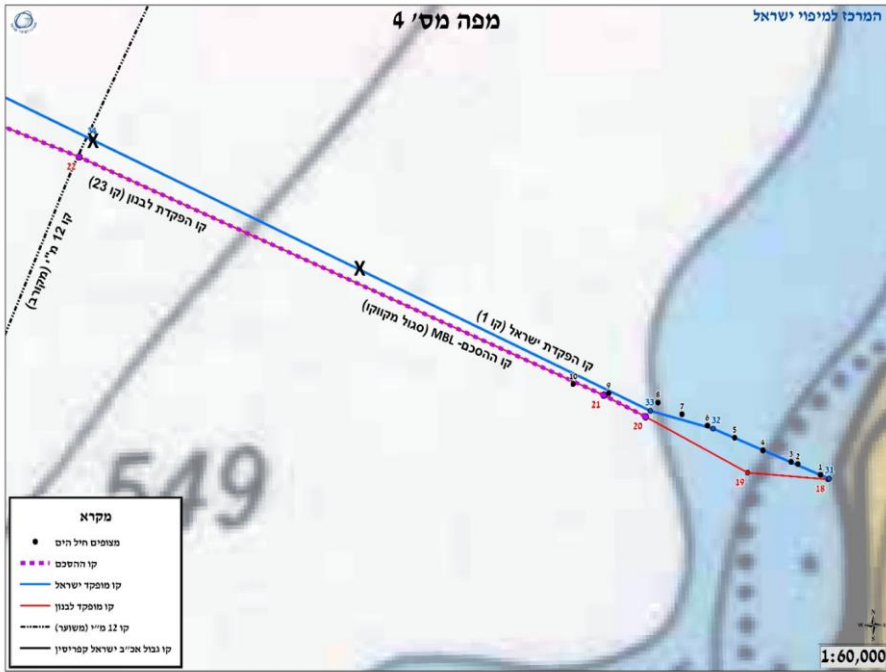 המרכז למיפוי ישראל
מפה מס׳ 4
קו 12 מ״י (מקורב)
קו הפקדת לבנון (קו 23)
קו הפקדת ישראל (קו 1)
קו ההסכם- MBL (סגול מקווקו)
X
X
22
10
9
21
8
33
20
7
6
32
5
4
3
2
1
31
19
18
549
מקרא
מצופים חיל הים
קו ההסכם
קו מופקד ישראל
קו מופקד לבנון
קו 12 מ״י (משוער)
קו גבול אכ״ב ישראל קפריסין
N
1:60,000